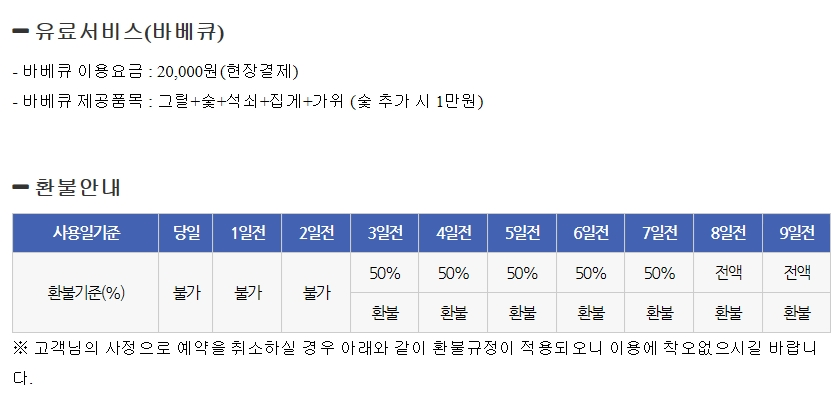 ━ 유료서비스(바베큐)
- 바베큐 이용요금 : 20,000원(현장결제)
- 바베큐 제공품목 : 그릴+숯+석쇠+집게+가위 (숯 추가 시 1만원)
━ 환불안내
사용일기준 당일 1일전 2일전 3일전 4일전 5일전 6일전 7일전 8일전 9일전
50% 50% 50% 50% 50% 전액 전액
환불기준(%) 불가 불가 불가
환불 환불 환불 환불 환불 환불 환불
※ 고객님의 사정으로 예약을 취소하실 경우 아래와 같이 환불규정이 적용되오니 이용에 착오없으시길 바랍니
다.